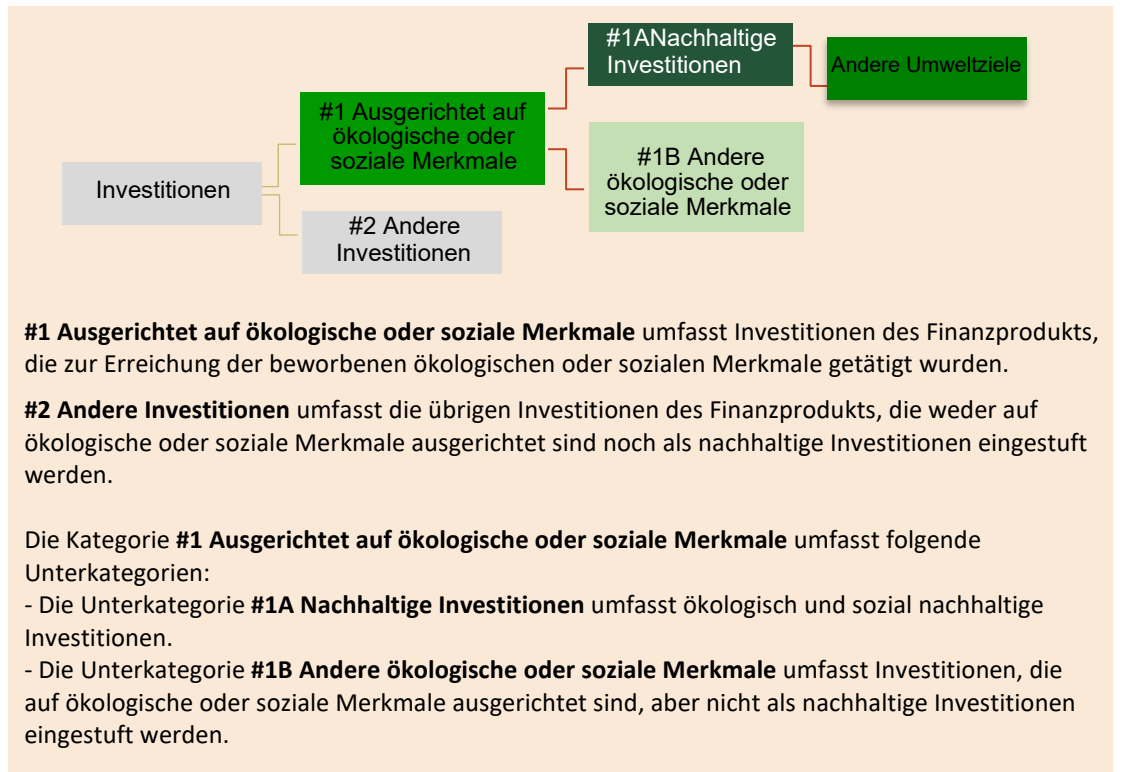 #1ANachhaltige
Investitionen
Andere Umweltziele
#1 Ausgerichtet auf
ökologische oder
soziale Merkmale
#1B Andere
ökologische oder
soziale Merkmale
Investitionen
#2 Andere
Investitionen
#1 Ausgerichtet auf ökologische oder soziale Merkmale umfasst Investitionen des Finanzprodukts,
die zur Erreichung der beworbenen ökologischen oder sozialen Merkmale getätigt wurden.
#2 Andere Investitionen umfasst die übrigen Investitionen des Finanzprodukts, die weder auf
ökologische oder soziale Merkmale ausgerichtet sind noch als nachhaltige Investitionen eingestuft
werden.
Die Kategorie #1 Ausgerichtet auf ökologische oder soziale Merkmale umfasst folgende
Unterkategorien:
- Die Unterkategorie #1A Nachhaltige Investitionen umfasst ökologisch und sozial nachhaltige
Investitionen.
- Die Unterkategorie #1B Andere ökologische oder soziale Merkmale umfasst Investitionen, die
auf ökologische oder soziale Merkmale ausgerichtet sind, aber nicht als nachhaltige Investitionen
eingestuft werden.